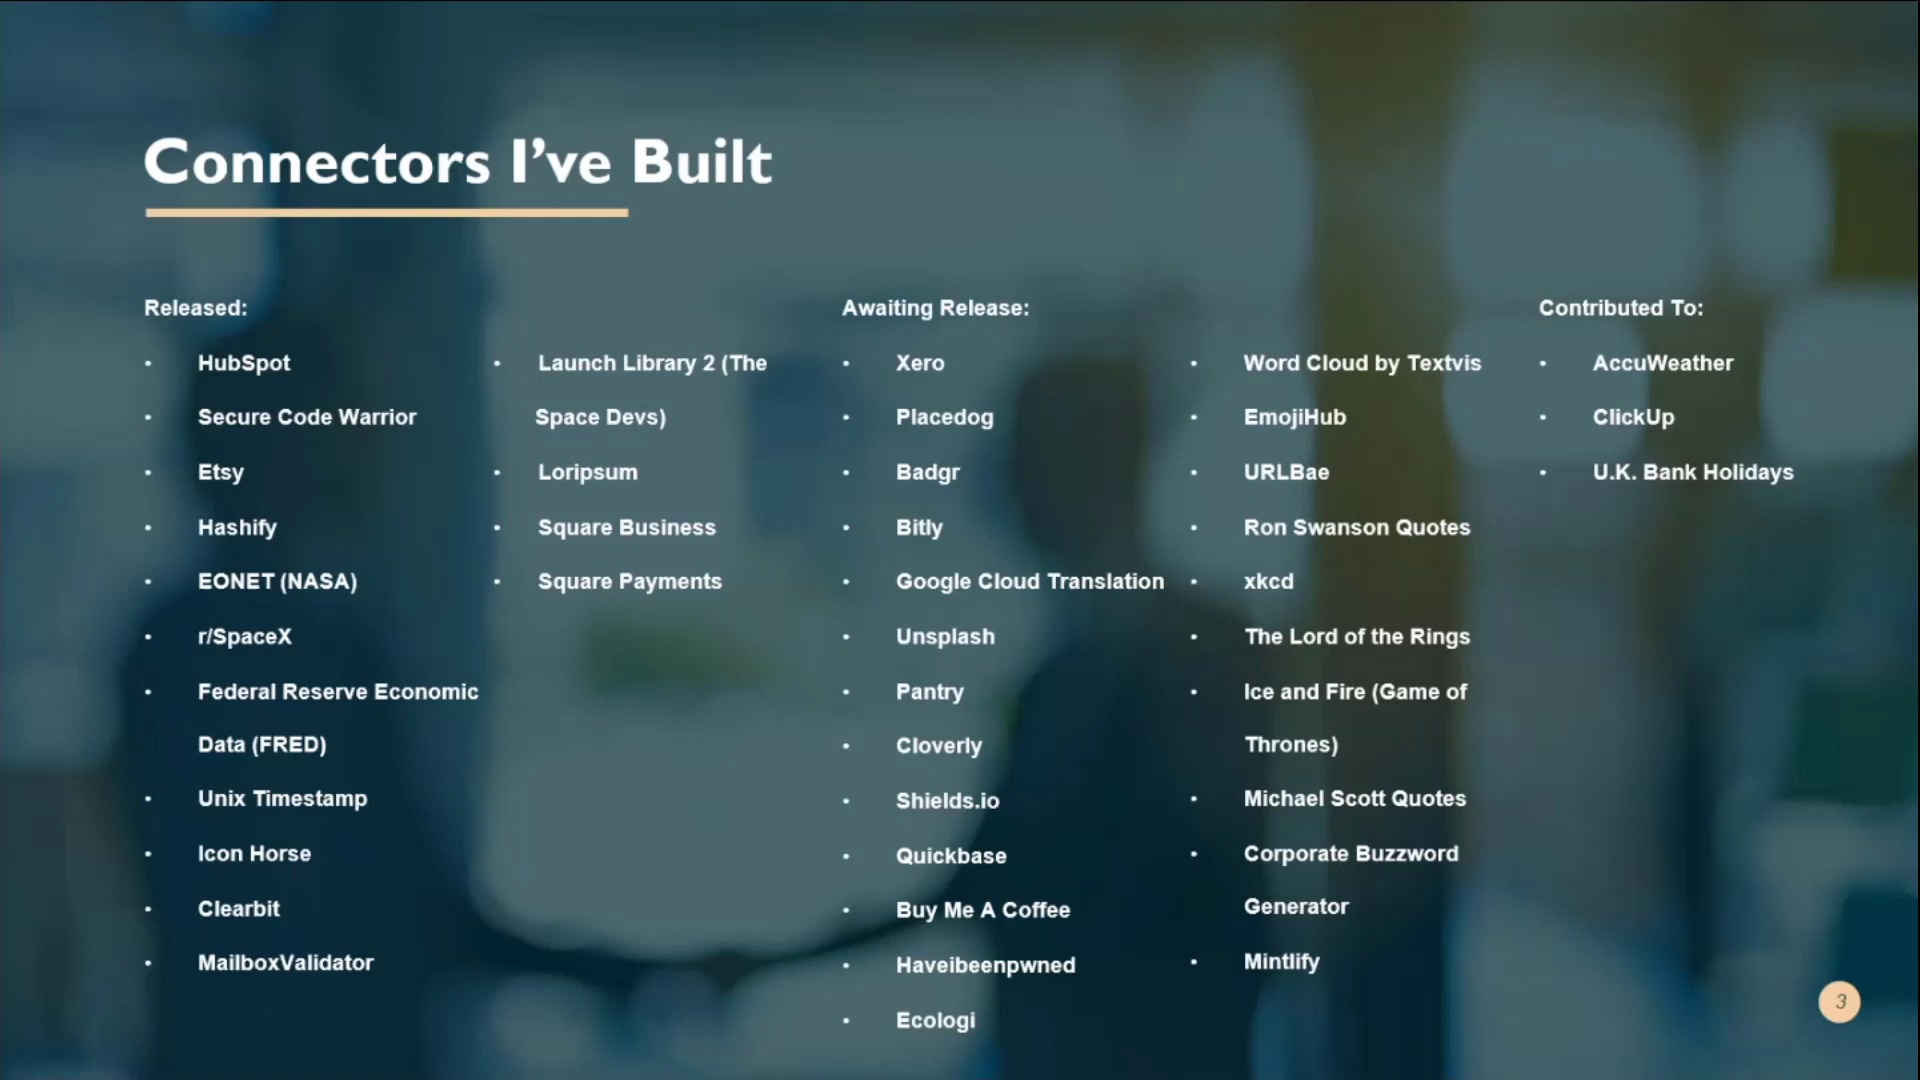 Connectors I've Built
Released:
• HubSpot
• Secure Code Warrior
• Etsy
• Hashify
• EONET (NASA)
• r/SpaceX
• Federal Reserve Economic
Data (FRED)
• Unix Timestamp
• Icon Horse
• Clearbit
• MailboxValidator
• Launch Library 2 (The
Space Devs)
• Loripsum
• Square Business
• Square Payments
Awaiting Release:
• Xero
• Placedog
• Badgr
• Bitly
• Google Cloud Translation
• Unsplash
• Pantry
• Cloverly
• Shields.io
• Quickbase
• Buy Me A Coffee
• Haveibeenpwned
• Ecologi
• Word Cloud by Textvis
• EmojiHub
• URLBae
• Ron Swanson Quotes
• xkcd
• The Lord of the Rings
• Ice and Fire (Game of
Thrones)
• Michael Scott Quotes
• Corporate Buzzword
Generator
• Mintlify
Contributed To:
• AccuWeather
• ClickUp
• U.K. Bank Holidays
3